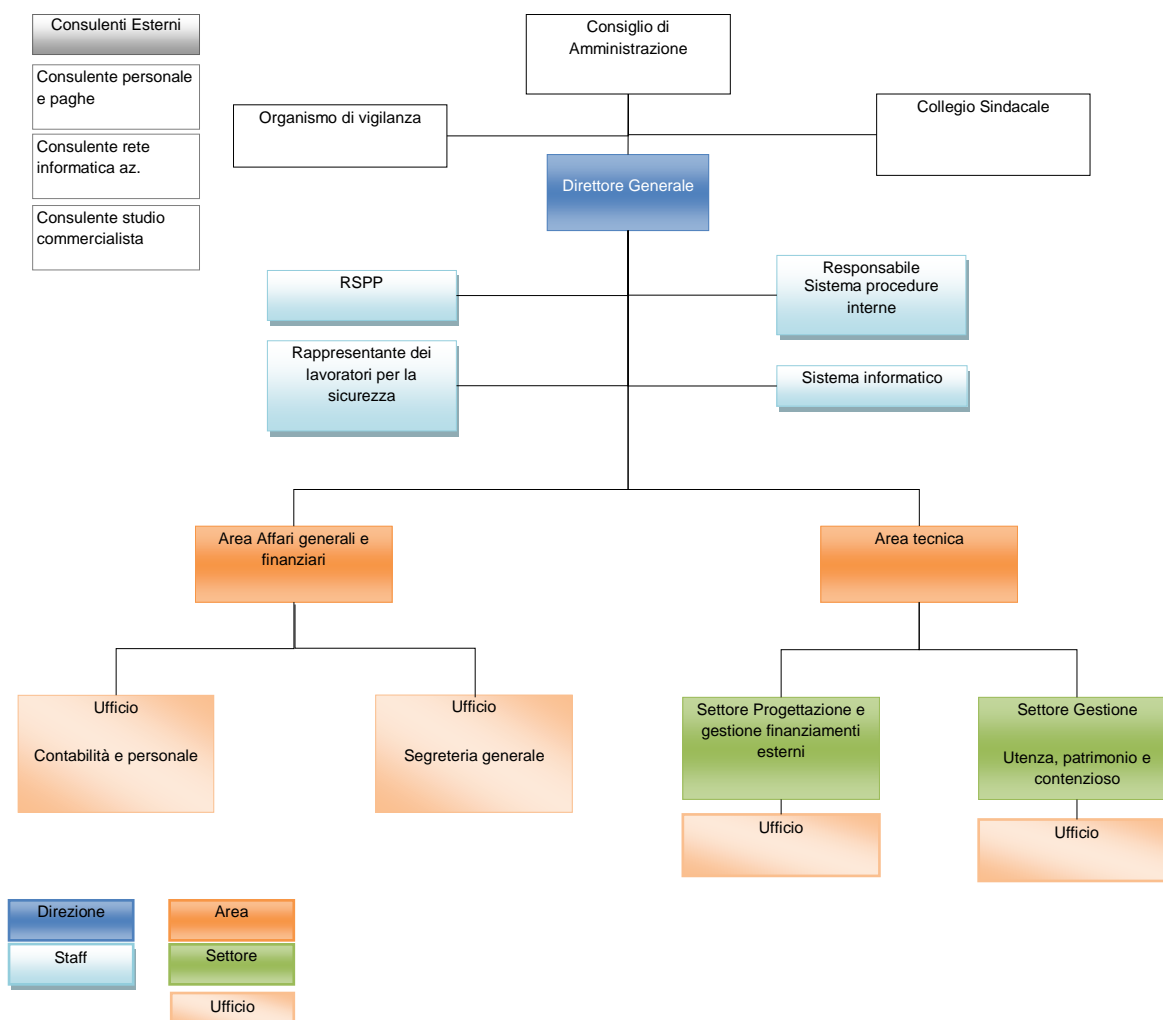 Consulenti Esterni
Consulente personale
e paghe
Consulente rete
informatica az.
Consulente studio
commercialista
Consiglio di
Amministrazione
Organismo di vigilanza
Collegio Sindacale
Direttore Generale
RSPP
Responsabile
Sistema procedure
interne
Rappresentante dei
lavoratori per la
sicurezza
Sistema informatico
Area Affari generali e
finanziari
Area tecnica
Ufficio
Contabilità e personale
Ufficio
Segreteria generale
Settore Progettazione e
gestione finanziamenti
esterni
Settore Gestione
Utenza, patrimonio e
contenzioso
Ufficio
Ufficio
Direzione
Area
Staff
Settore
Ufficio